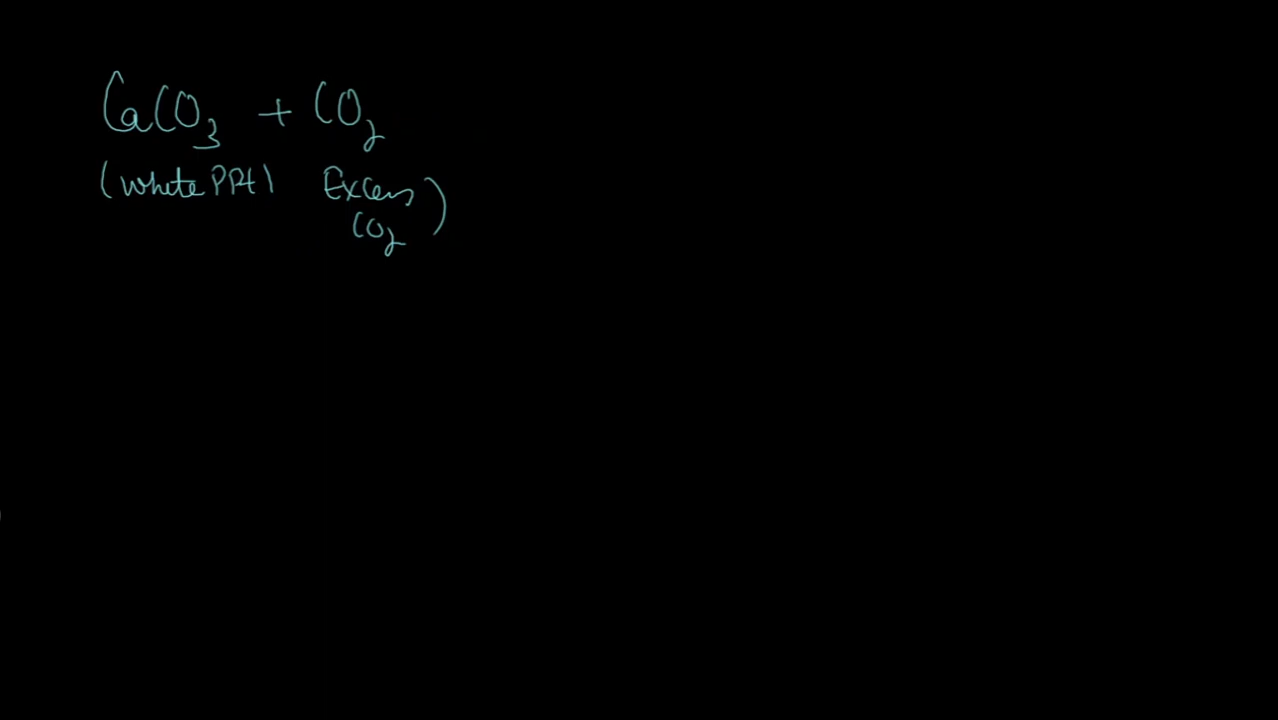 CaCO₃ + CO₂
(white PPt) Excess
CO₂)